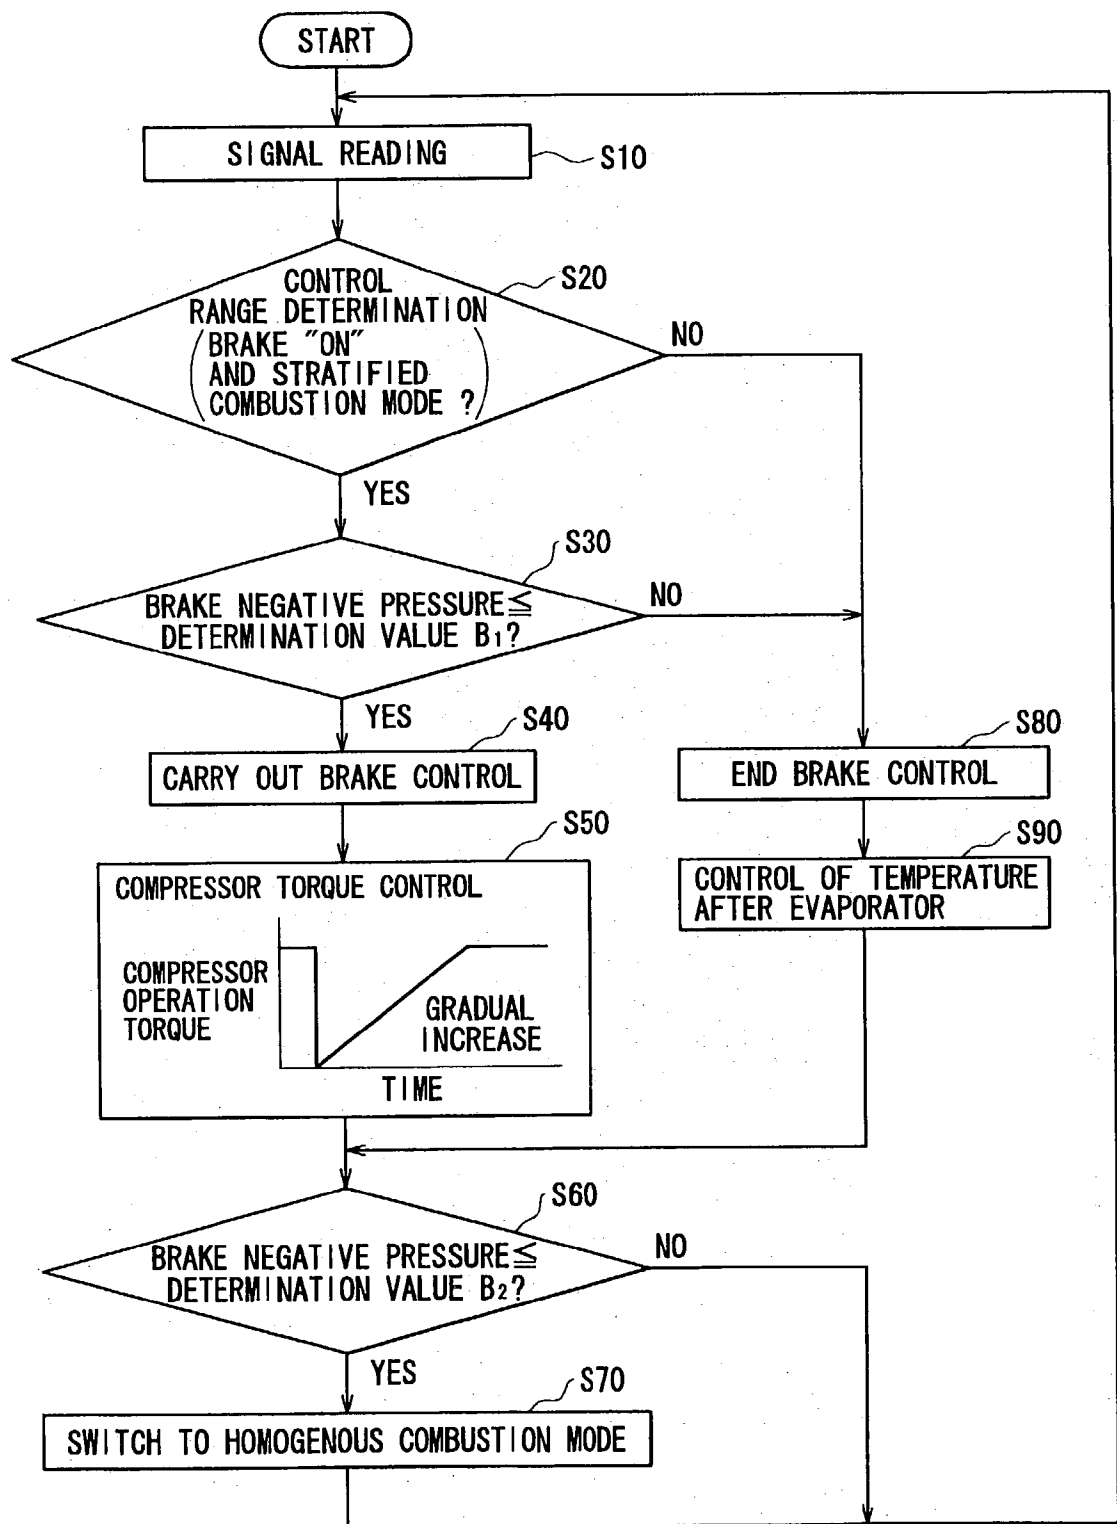 START
SIGNAL READING
S10
CONTROL
RANGE DETERMINATION
(BRAKE "ON"
AND STRATIFIED
COMBUSTION MODE ?)
S20
NO
YES
S30
BRAKE NEGATIVE PRESSURE≦
DETERMINATION VALUE B1?
NO
YES
S40
CARRY OUT BRAKE CONTROL
S80
END BRAKE CONTROL
S50
COMPRESSOR TORQUE CONTROL
COMPRESSOR
OPERATION
TORQUE
GRADUAL
INCREASE
TIME
S90
CONTROL OF TEMPERATURE
AFTER EVAPORATOR
S60
BRAKE NEGATIVE PRESSURE≦
DETERMINATION VALUE B2?
NO
YES
S70
SWITCH TO HOMOGENOUS COMBUSTION MODE